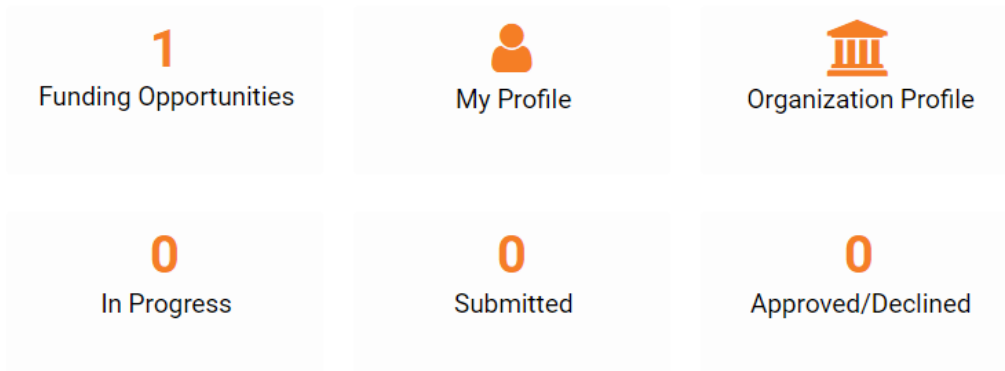 1
Funding Opportunities
My Profile
Organization Profile
0
In Progress
0
Submitted
0
Approved/Declined